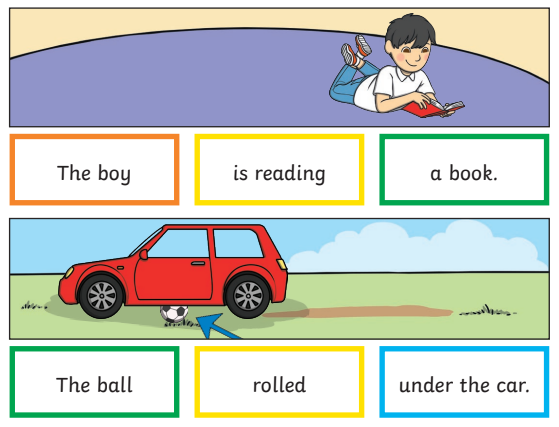 The boy is reading a book.
The ball rolled under the car.